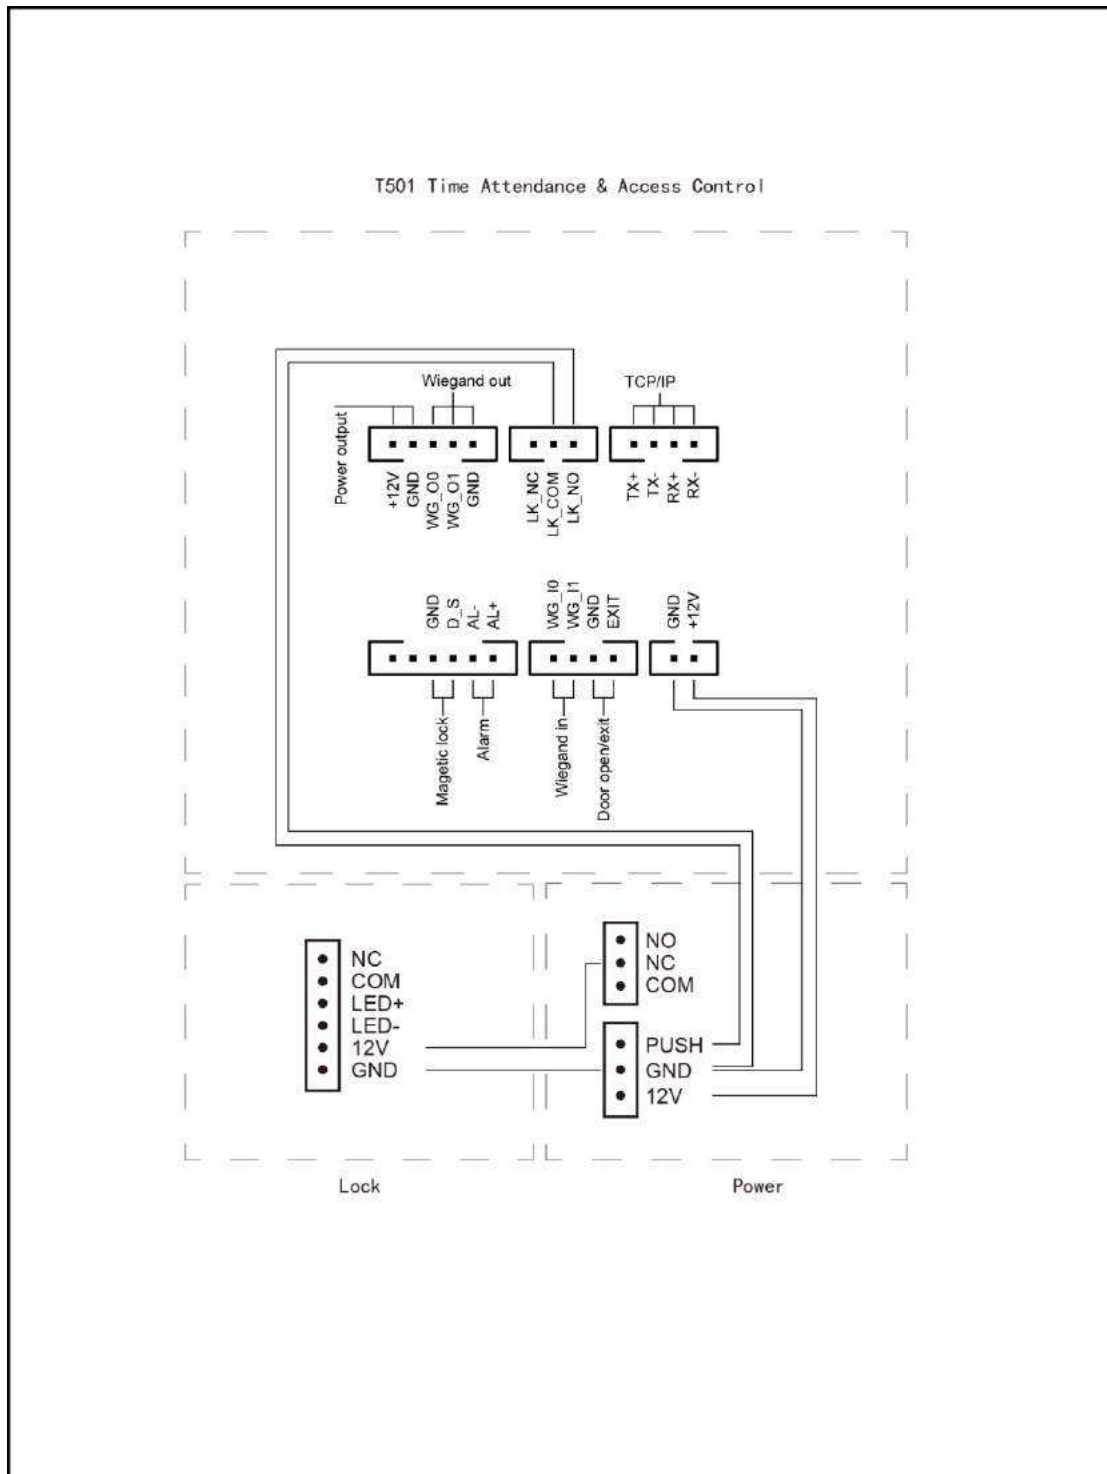 T501 Time Attendance & Access Control
Wiegand out
TCP/IP
Power output
+12V
GND
WG_O0
WG_O1
GND
LK_NC
LK_COM
LK_NO
TX+
TX-
RX+
RX-
GND
D_S
AL-
AL+
WG_I0
WG_I1
GND
EXIT
GND
+12V
Magetic lock
Alarm
Wiegand in
Door open/exit
NC
COM
LED+
LED-
12V
GND
NO
NC
COM
PUSH
GND
12V
Lock
Power